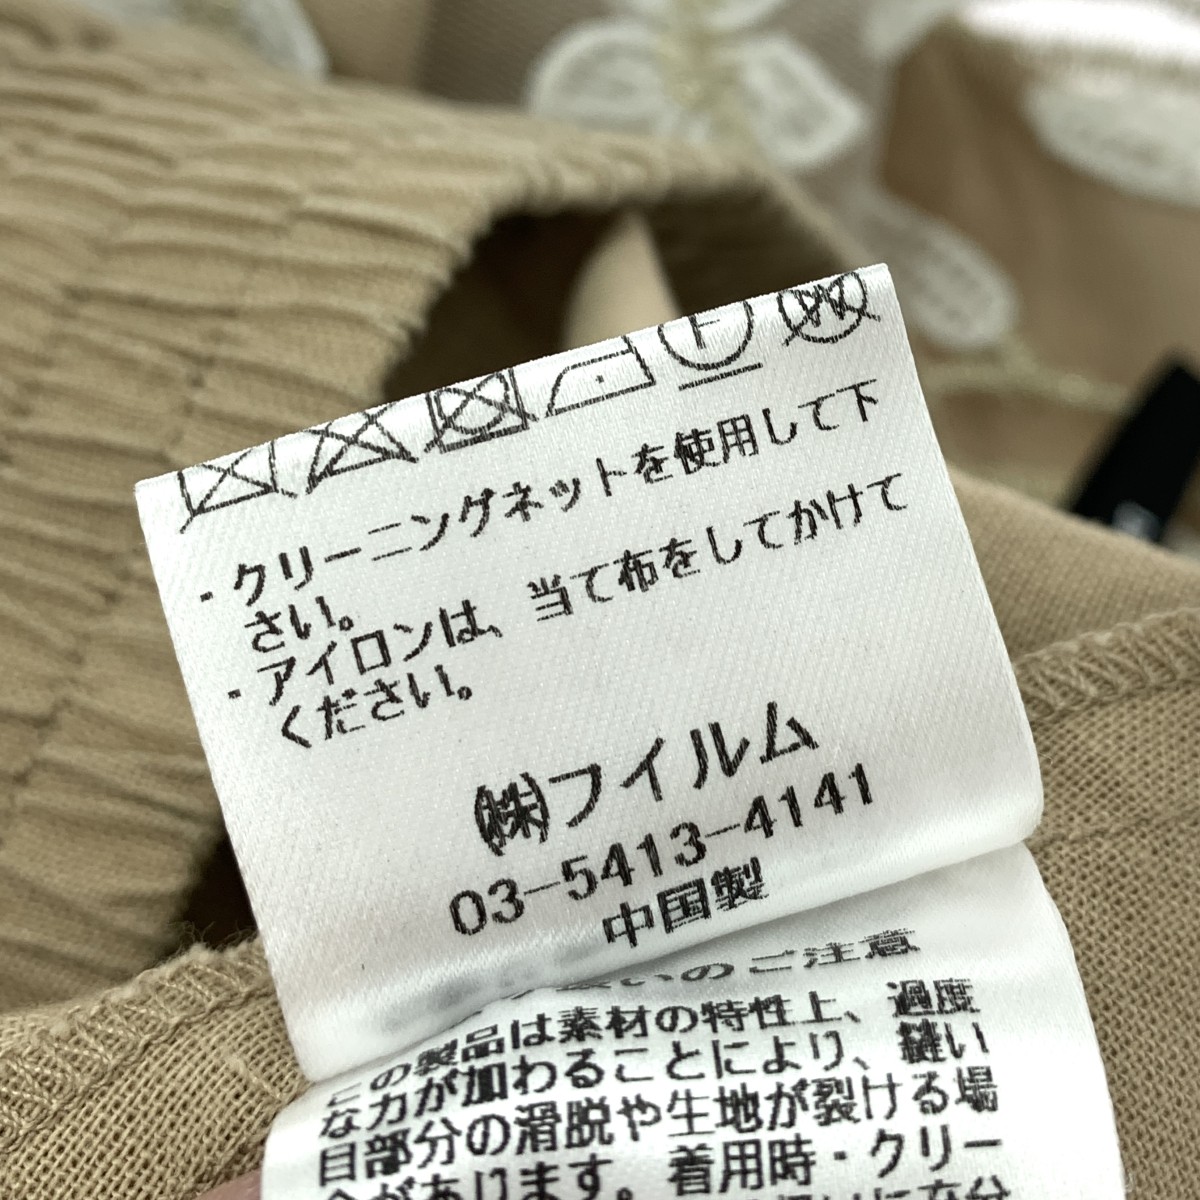 ・クリーニングネットを使用して下
さい。
・アイロンは、当て布をしてかけて
ください。
㈱フイルム
03-5413-4141
中国製
扱いのご注意
この製品は素材の特性上、過度
な力が加わることにより、縫い
目部分の滑脱や生地が裂ける場
合があります。着用時・クリー